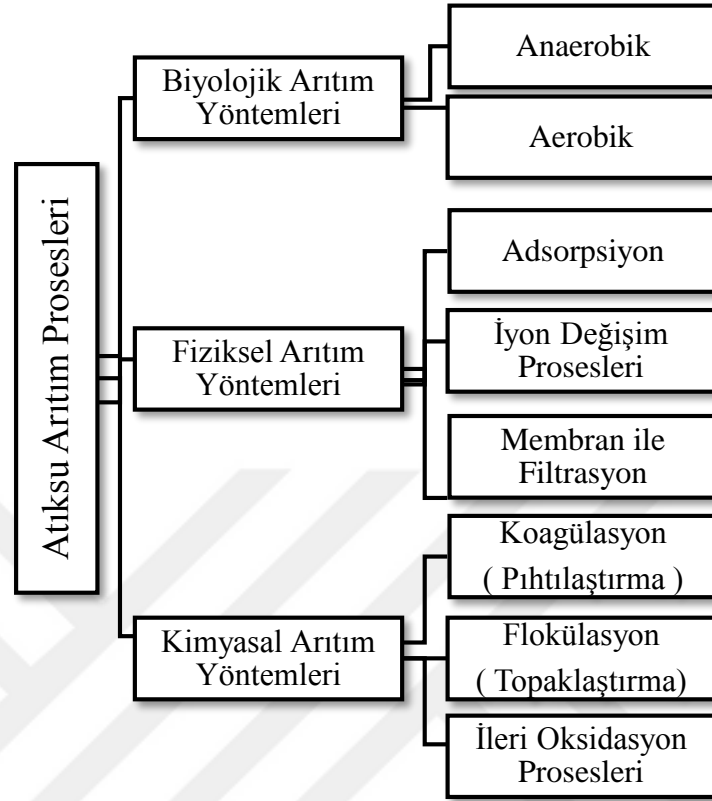 Atıksu Arıtım Prosesleri
Biyolojik Arıtım
Yöntemleri
Anaerobik
Aerobik
Fiziksel Arıtım
Yöntemleri
Adsorpsiyon
İyon Değişim
Prosesleri
Membran ile
Filtrasyon
Kimyasal Arıtım
Yöntemleri
Koagülasyon
( Pıhtılaştırma )
Flokülasyon
( Topaklaştırma)
İleri Oksidasyon
Prosesleri